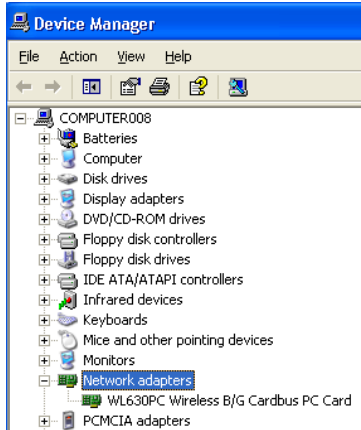 Device Manager
File Action View Help
COMPUTER008
Batteries
Computer
Disk drives
Display adapters
DVD/CD-ROM drives
Floppy disk controllers
Floppy disk drives
IDE ATA/ATAPI controllers
Infrared devices
Keyboards
Mice and other pointing devices
Monitors
Network adapters
WL630PC Wireless B/G Cardbus PC Card
PCMCIA adapters